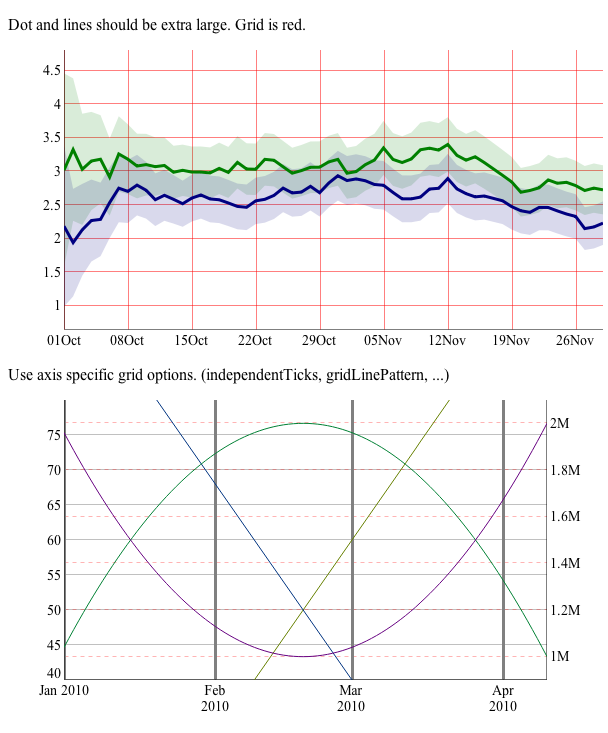 Dot and lines should be extra large. Grid is red.
4.5
4
3.5
3
2.5
2
1.5
1
01Oct 08Oct 15Oct 22Oct 29Oct 05Nov 12Nov 19Nov 26Nov
Use axis specific grid options. (independentTicks, gridLinePattern, ...)
75
70
65
60
55
50
45
40
2M
1.8M
1.6M
1.4M
1.2M
1M
Jan 2010 Feb Mar Apr
2010 2010 2010